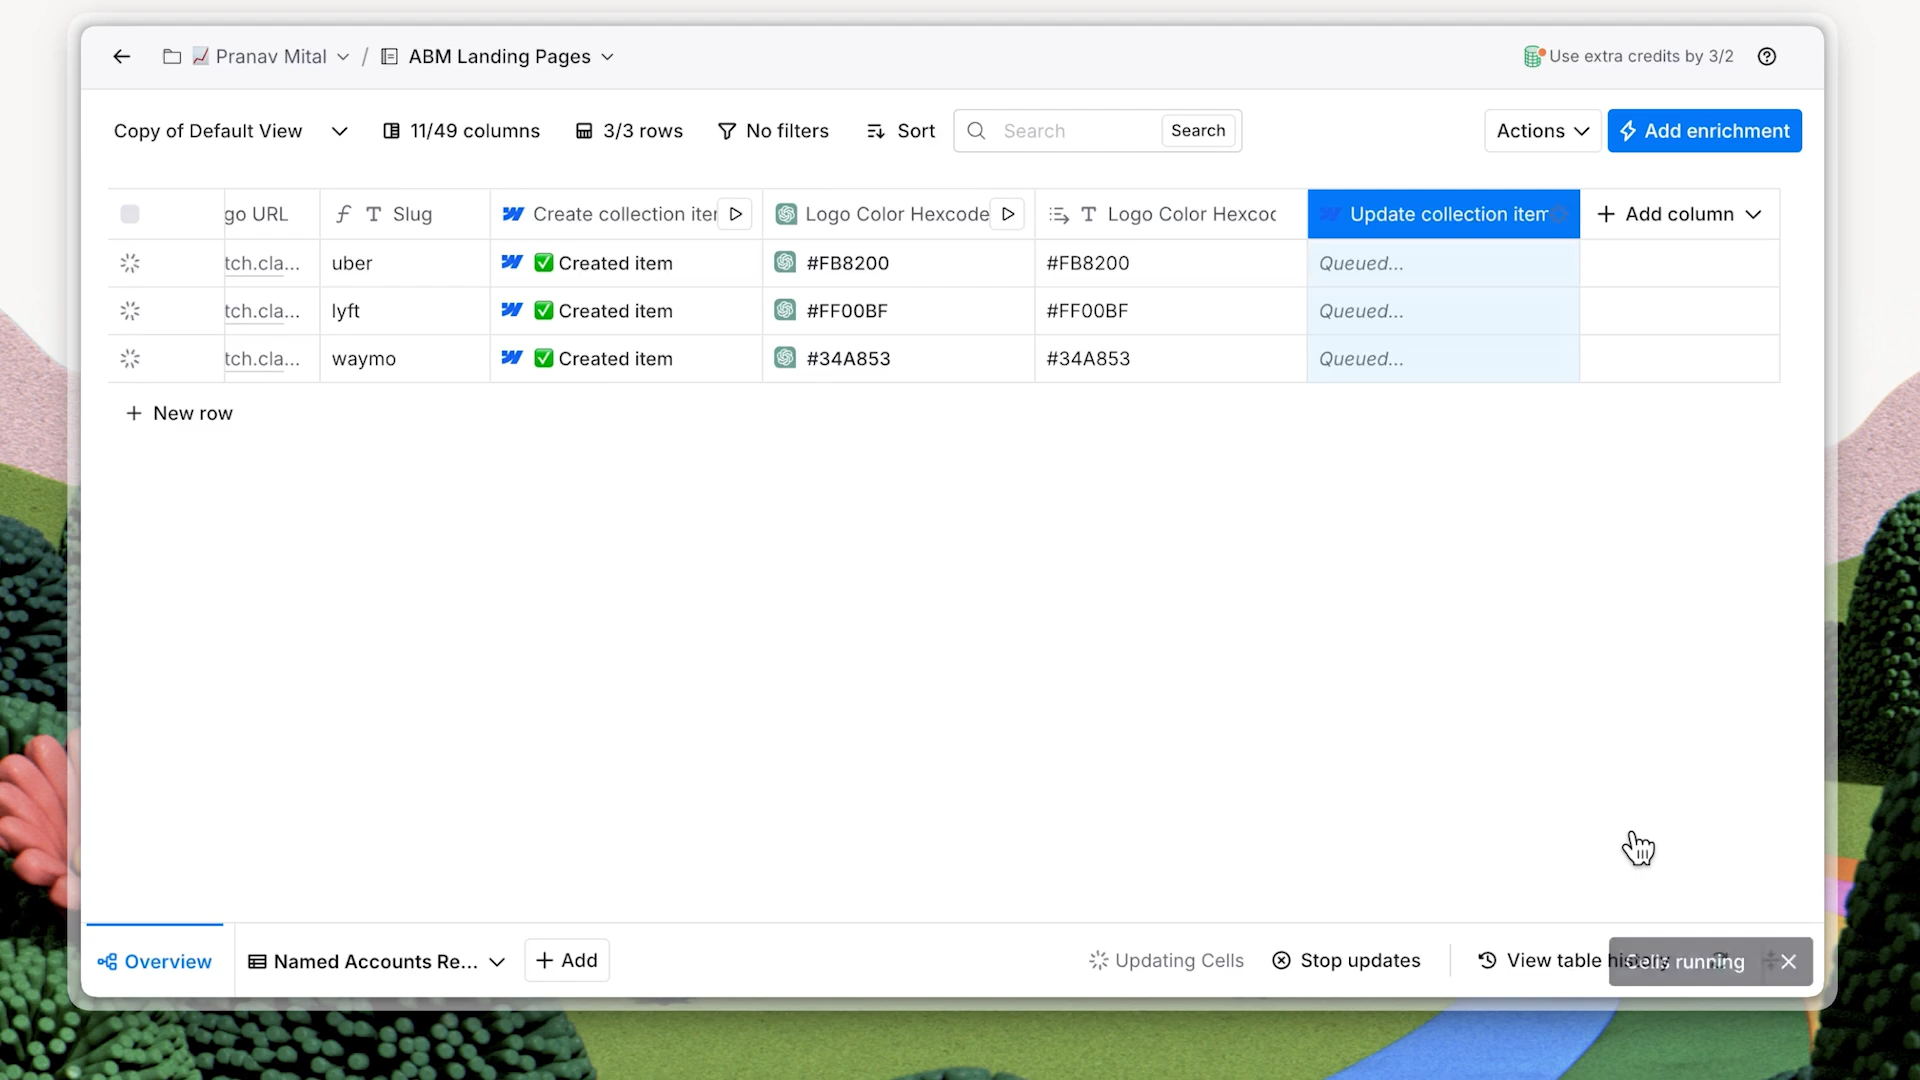 Pranav Mital / ABM Landing Pages
Use extra credits by 3/2
Copy of Default View 11/49 columns 3/3 rows No filters Sort Search Search Actions Add enrichment
go URL Slug Create collection iter Logo Color Hexcode Logo Color Hexcoc Update collection item Add column
tch.cla... uber ✅ Created item #FB8200 #FB8200 Queued...
tch.cla... lyft ✅ Created item #FF00BF #FF00BF Queued...
tch.cla... waymo ✅ Created item #34A853 #34A853 Queued...
+ New row
Overview Named Accounts Re... + Add Updating Cells Stop updates View table history Cells running